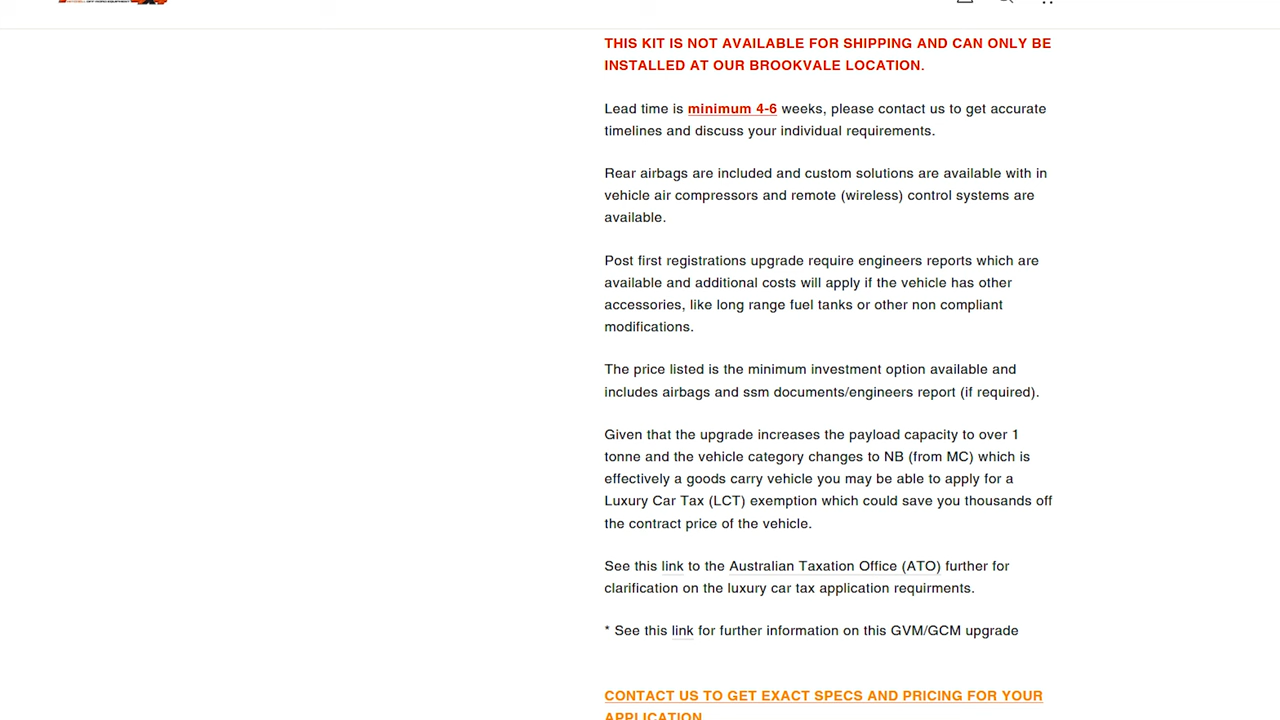 THIS KIT IS NOT AVAILABLE FOR SHIPPING AND CAN ONLY BE
INSTALLED AT OUR BROOKVALE LOCATION.
Lead time is minimum 4-6 weeks, please contact us to get accurate
timelines and discuss your individual requirements.
Rear airbags are included and custom solutions are available with in
vehicle air compressors and remote (wireless) control systems are
available.
Post first registrations upgrade require engineers reports which are
available and additional costs will apply if the vehicle has other
accessories, like long range fuel tanks or other non compliant
modifications.
The price listed is the minimum investment option available and
includes airbags and ssm documents/engineers report (if required).
Given that the upgrade increases the payload capacity to over 1
tonne and the vehicle category changes to NB (from MC) which is
effectively a goods carry vehicle you may be able to apply for a
Luxury Car Tax (LCT) exemption which could save you thousands off
the contract price of the vehicle.
See this link to the Australian Taxation Office (ATO) further for
clarification on the luxury car tax application requirments.
* See this link for further information on this GVM/GCM upgrade
CONTACT US TO GET EXACT SPECS AND PRICING FOR YOUR
APPLICATION